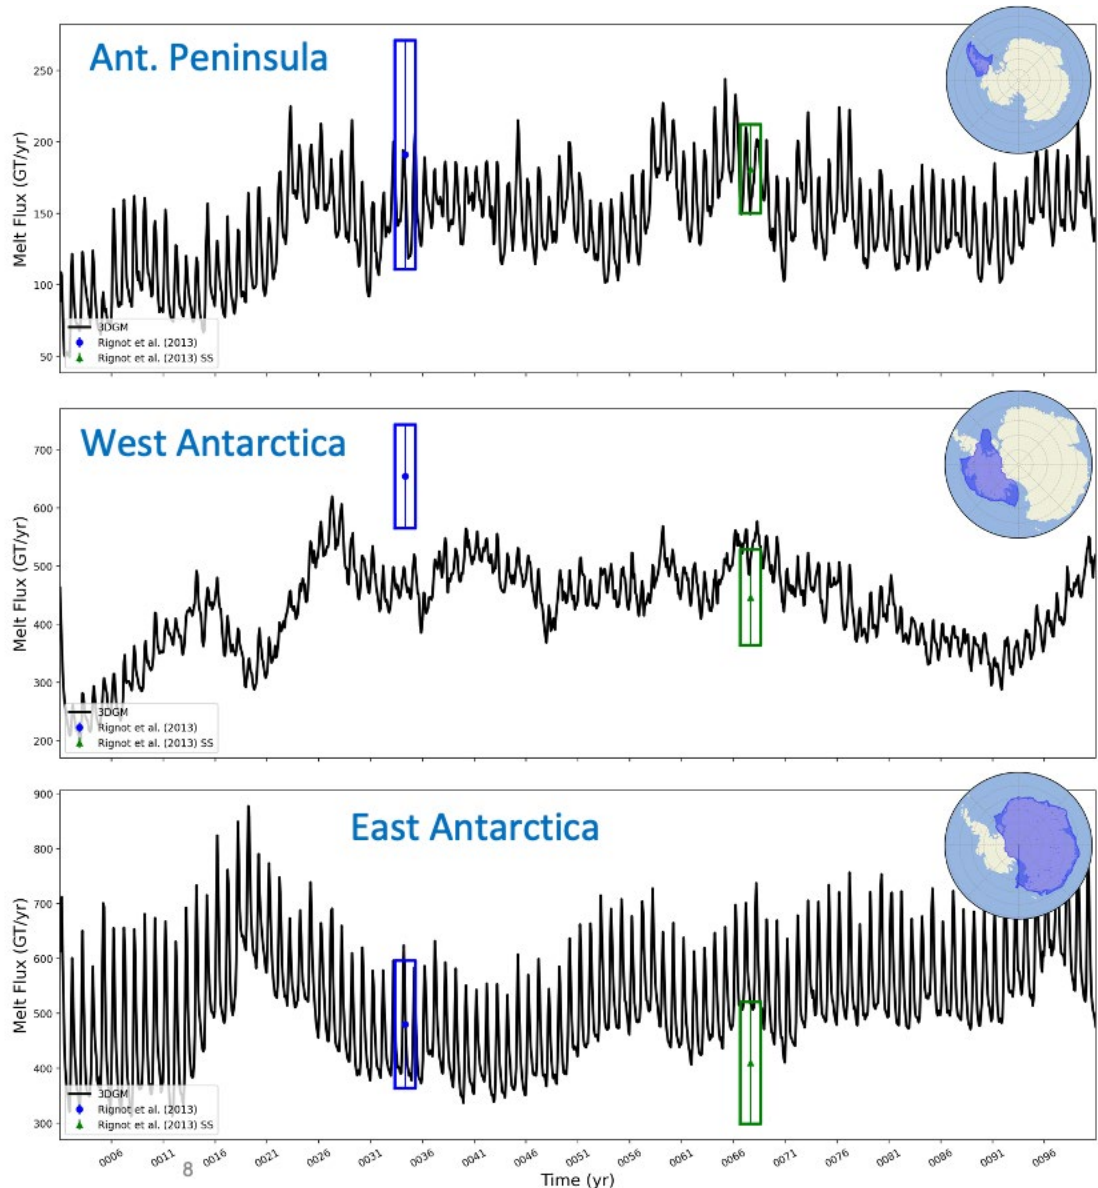 Ant. Peninsula
250
200
150
100
50
Melt Flux (GT/yr)
3DGM
Rignot et al. (2013)
Rignot et al. (2013) SS
West Antarctica
700
600
500
400
300
200
Melt Flux (GT/yr)
3DGM
Rignot et al. (2013)
Rignot et al. (2013) SS
East Antarctica
900
800
700
600
500
400
300
Melt Flux (GT/yr)
3DGM
Rignot et al. (2013)
Rignot et al. (2013) SS
0006 0011 0016 0021 0026 0031 0036 0041 0046 0051 0056 0061 0066 0071 0076 0081 0086 0091 0096
8
Time (yr)